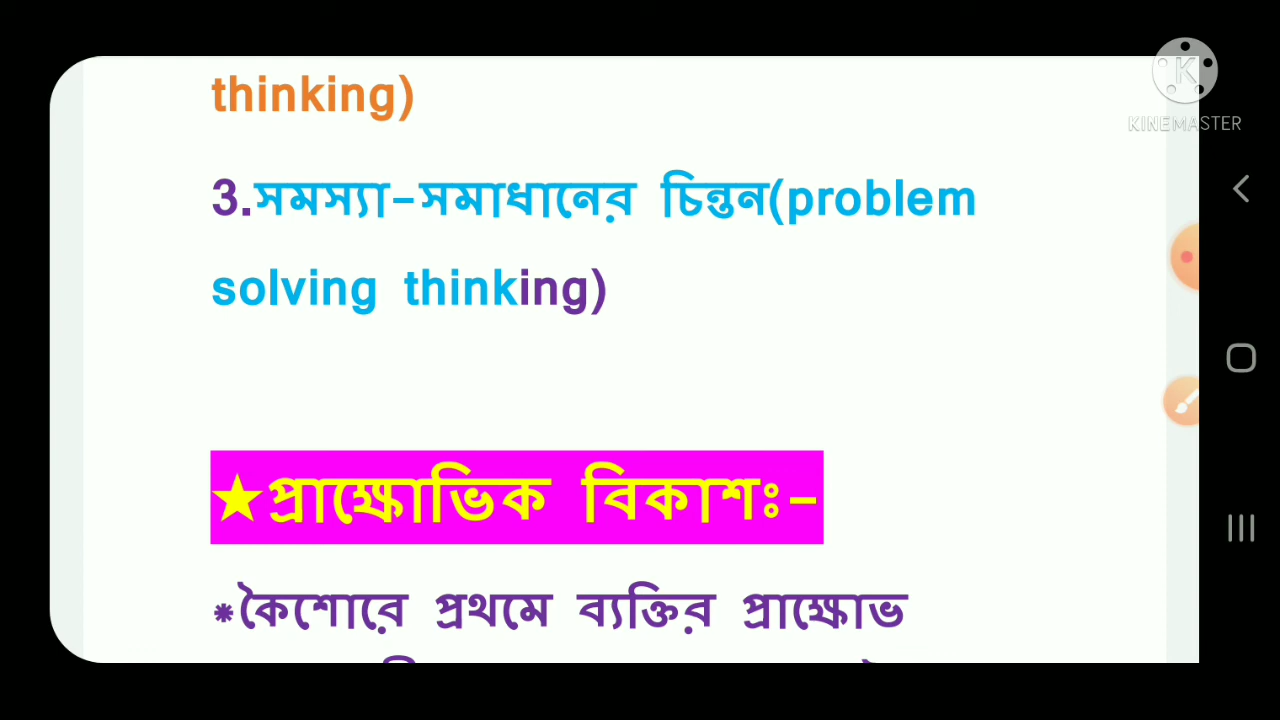 thinking)
KINEMASTER
3.সমস্যা-সমাধানের চিন্তন(problem
solving thinking)
★প্রাক্ষোভিক বিকাশঃ-
*কৈশোরে প্রথমে ব্যক্তির প্রাক্ষোভ